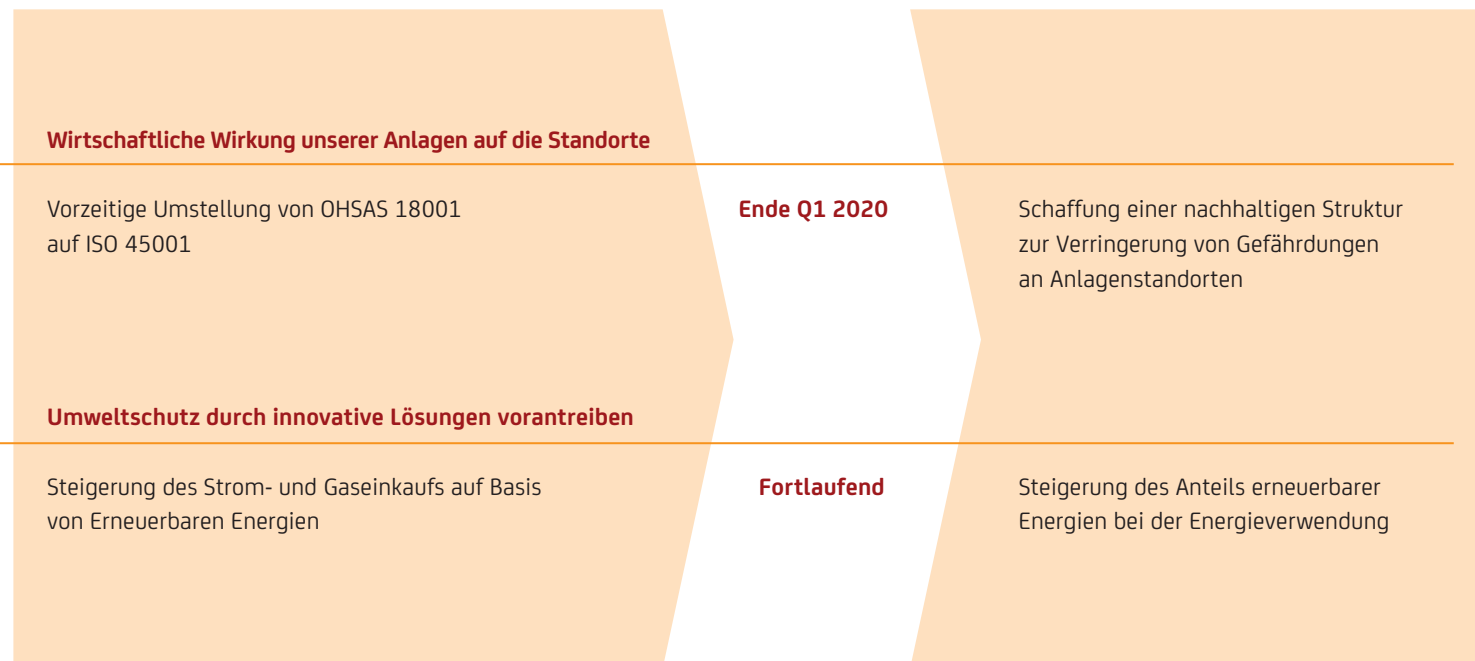 Wirtschaftliche Wirkung unserer Anlagen auf die Standorte
Vorzeitige Umstellung von OHSAS 18001
auf ISO 45001
Ende Q1 2020
Schaffung einer nachhaltigen Struktur
zur Verringerung von Gefährdungen
an Anlagenstandorten
Umweltschutz durch innovative Lösungen vorantreiben
Steigerung des Strom- und Gaseinkaufs auf Basis
von Erneuerbaren Energien
Fortlaufend
Steigerung des Anteils erneuerbarer
Energien bei der Energieverwendung